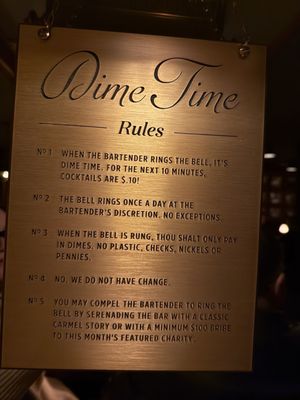 Dime Time
Rules
Nº 1 WHEN THE BARTENDER RINGS THE BELL, IT'S
DIME TIME. FOR THE NEXT 10 MINUTES,
COCKTAILS ARE $.10!
Nº 2 THE BELL RINGS ONCE A DAY AT THE
BARTENDER'S DISCRETION. NO EXCEPTIONS.
Nº 3 WHEN THE BELL IS RUNG, THOU SHALT ONLY PAY
IN DIMES. NO PLASTIC, CHECKS, NICKELS OR
PENNIES.
Nº 4 NO, WE DO NOT HAVE CHANGE.
Nº 5 YOU MAY COMPEL THE BARTENDER TO RING THE
BELL BY SERENADING THE BAR WITH A CLASSIC
CARMEL STORY OR WITH A MINIMUM $100 BRIBE
TO THIS MONTH'S FEATURED CHARITY.